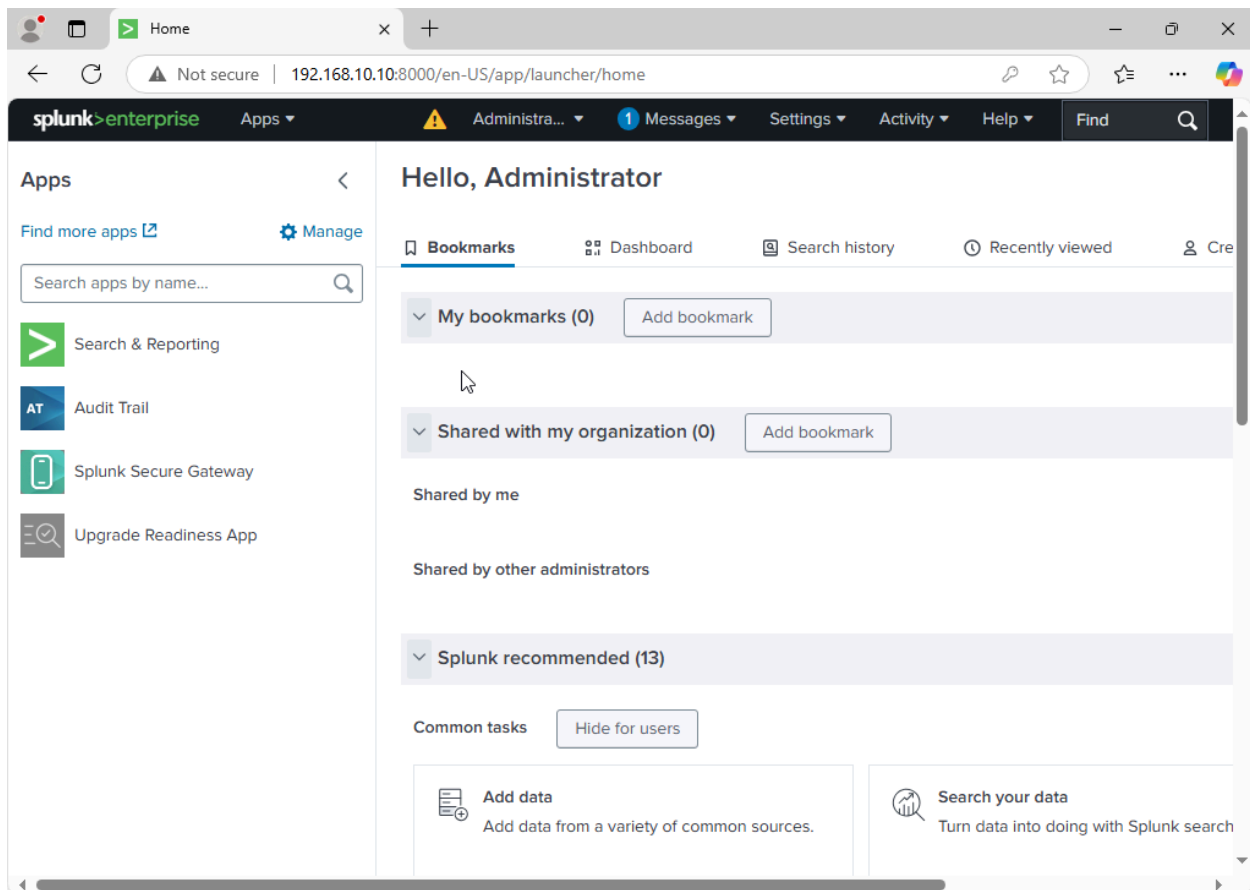 Home
Not secure 192.168.10.10:8000/en-US/app/launcher/home
splunk>enterprise Apps Administra... 1 Messages Settings Activity Help Find
Apps
Find more apps Manage
Search apps by name...
Search & Reporting
AT Audit Trail
Splunk Secure Gateway
Upgrade Readiness App
Hello, Administrator
Bookmarks Dashboard Search history Recently viewed Cre
My bookmarks (0) Add bookmark
Shared with my organization (0) Add bookmark
Shared by me
Shared by other administrators
Splunk recommended (13)
Common tasks Hide for users
Add data
Add data from a variety of common sources.
Search your data
Turn data into doing with Splunk search